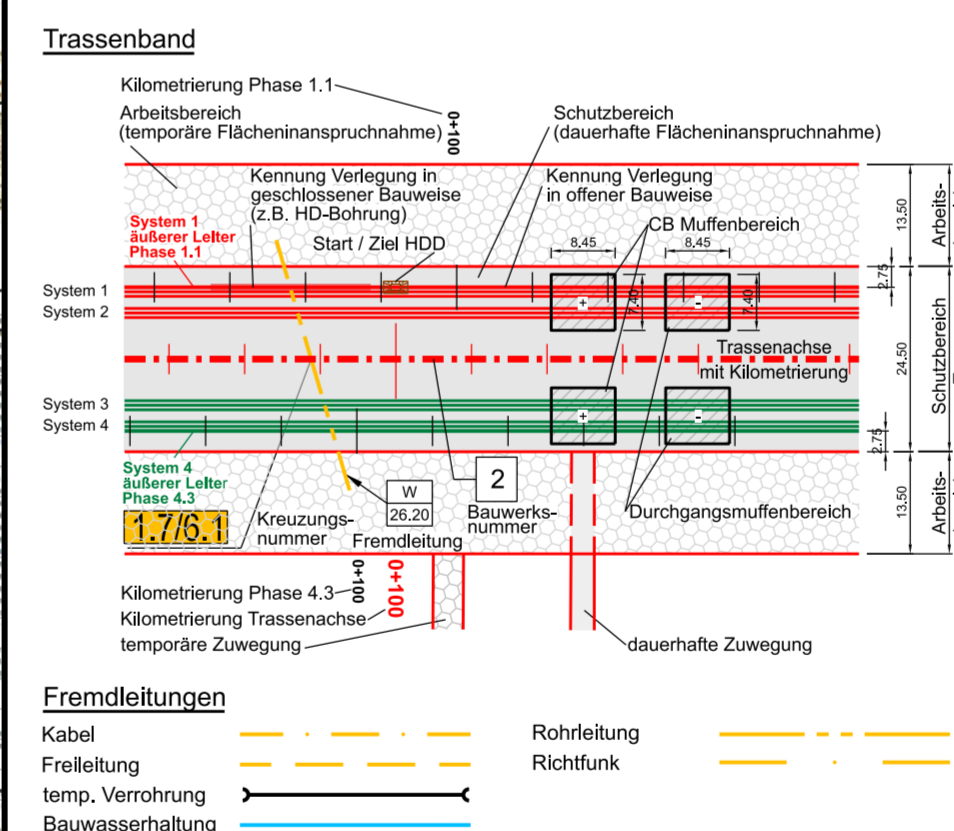 Trassenband
Kilometrierung Phase 1.1
0+100
Arbeitsbereich
(temporäre Flächeninanspruchnahme)
Schutzbereich
(dauerhafte Flächeninanspruchnahme)
Kennung Verlegung in
geschlossener Bauweise
(z.B. HD-Bohrung)
Kennung Verlegung
in offener Bauweise
System 1
äußerer Leiter
Phase 1.1
Start / Ziel HDD
CB Muffenbereich
8.45
8.45
13.50
Arbeits-
2.75
System 1
System 2
+
7.40
-
7.40
Trassenachse
mit Kilometrierung
24.50
Schutzbereich
System 3
System 4
+
-
2.75
System 4
äußerer Leiter
Phase 4.3
1.7/6.1
Kreuzungs-
nummer
W
26.20
Fremdleitung
2
Bauwerks-
nummer
Durchgangsmuffenbereich
13.50
Arbeits-
Kilometrierung Phase 4.3
0+100
0+100
Kilometrierung Trassenachse
temporäre Zuwegung
dauerhafte Zuwegung
Fremdleitungen
Kabel
Rohrleitung
Freileitung
Richtfunk
temp. Verrohrung
Bauwasserhaltung